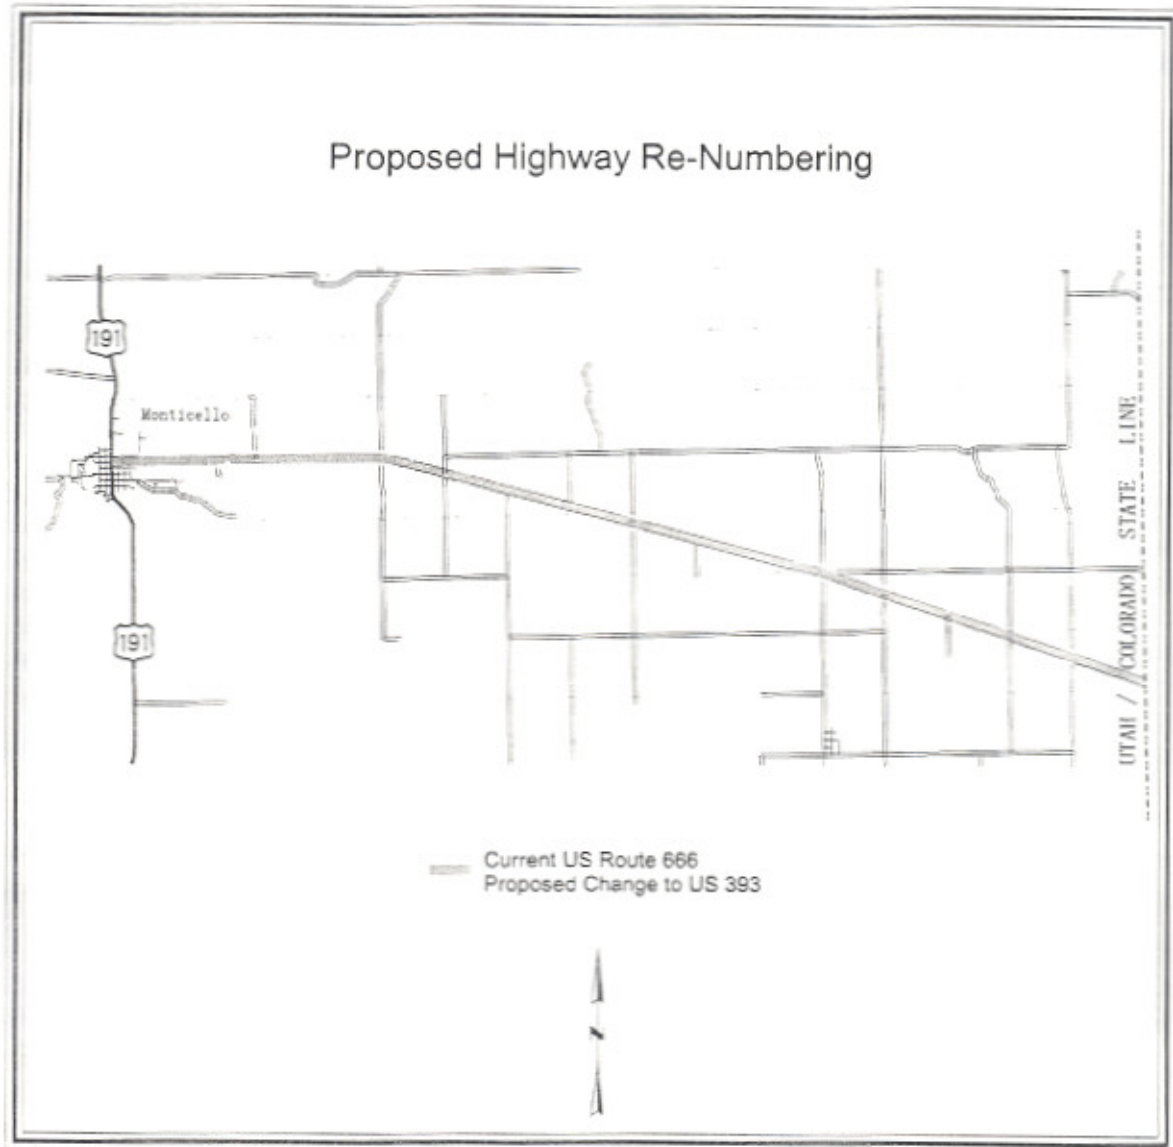 Proposed Highway Re-Numbering
191
Monticello
191
UTAH / COLORADO STATE LINE
Current US Route 666
Proposed Change to US 393
N